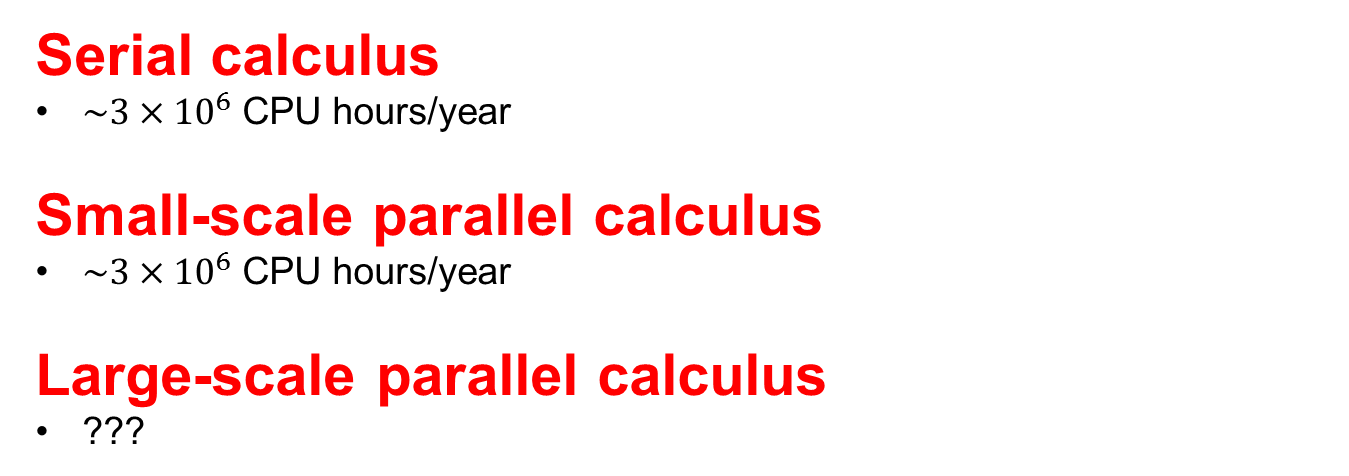 Serial calculus
• ~3 × 10⁶ CPU hours/year
Small-scale parallel calculus
• ~3 × 10⁶ CPU hours/year
Large-scale parallel calculus
• ???